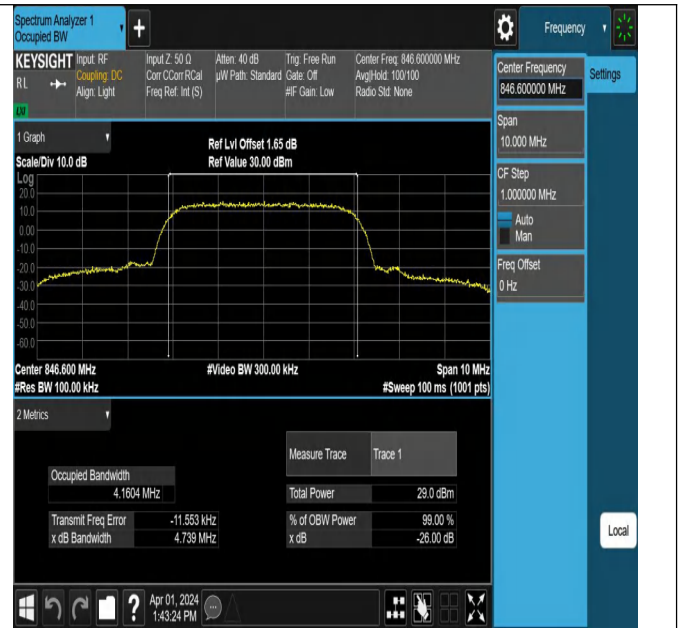 Spectrum Analyzer 1
Occupied BW
+
Frequency
KEYSIGHT
RL
Input: RF
Coupling: DC
Align: Light
Input Z: 50 Ω
Corr CCorr RCal
Freq Ref: Int (S)
Atten: 40 dB
µW Path: Standard
Trig: Free Run
Gate: Off
#IF Gain: Low
Center Freq: 846.600000 MHz
Avg|Hold: 100/100
Radio Std: None
Center Frequency
846.600000 MHz
Settings
Span
10.000 MHz
CF Step
1.000000 MHz
Auto
Man
Freq Offset
0 Hz
1 Graph
Scale/Div 10.0 dB
Ref Lvl Offset 1.65 dB
Ref Value 30.00 dBm
Log
20.0
10.0
0.00
-10.0
-20.0
-30.0
-40.0
-50.0
-60.0
Center 846.600 MHz
#Video BW 300.00 kHz
Span 10 MHz
#Res BW 100.00 kHz
#Sweep 100 ms (1001 pts)
2 Metrics
Measure Trace Trace 1
Occupied Bandwidth
4.1604 MHz
Total Power 29.0 dBm
Transmit Freq Error -11.553 kHz
% of OBW Power 99.00 %
x dB Bandwidth 4.739 MHz
x dB -26.00 dB
Local
?
Apr 01, 2024
1:43:24 PM